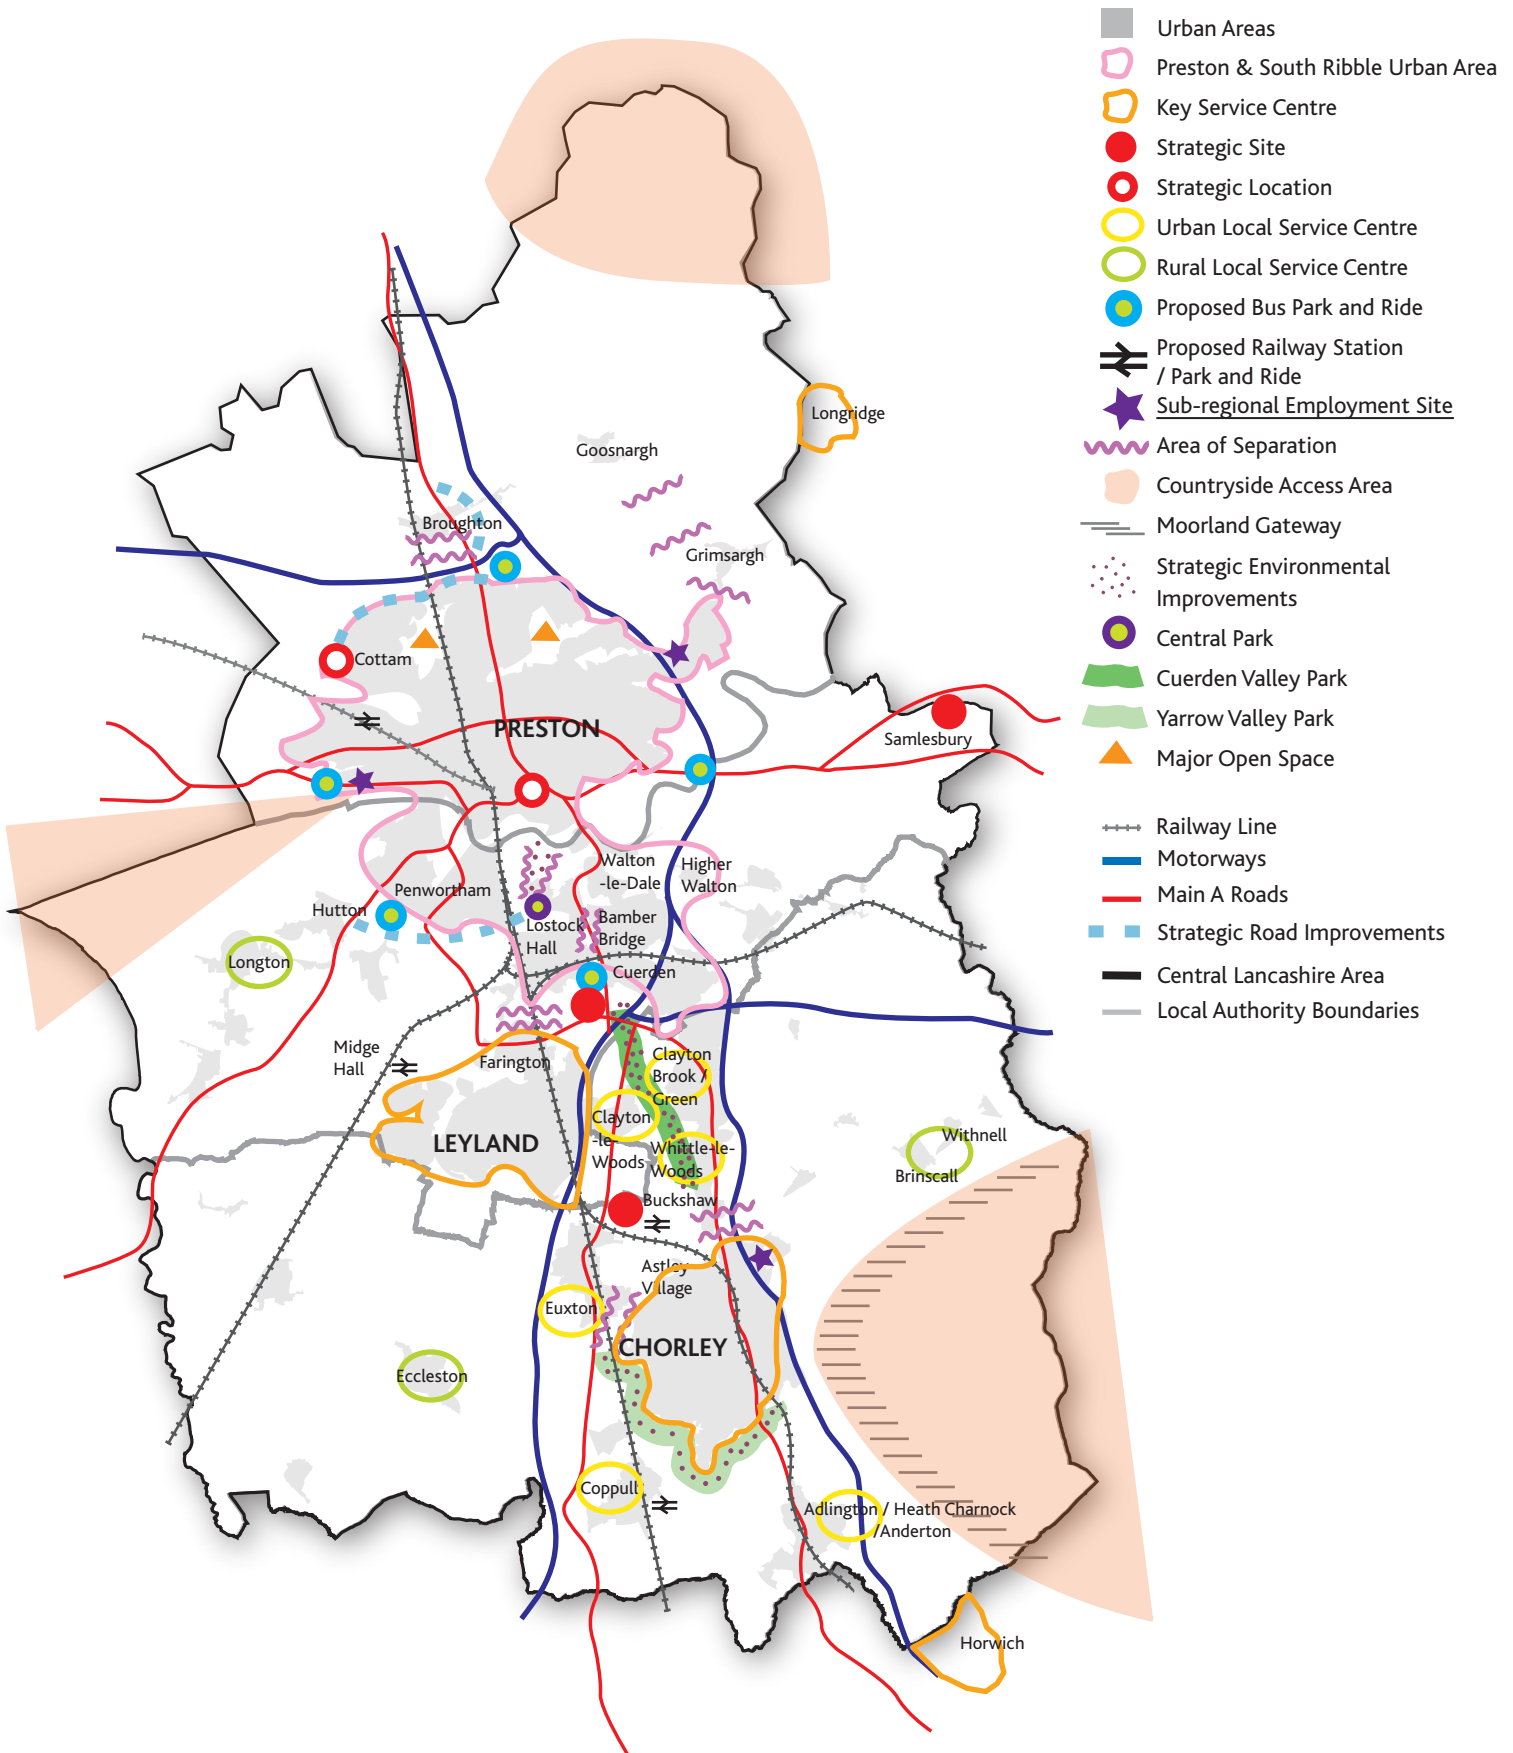 Urban Areas
Preston & South Ribble Urban Area
Key Service Centre
Strategic Site
Strategic Location
Urban Local Service Centre
Rural Local Service Centre
Proposed Bus Park and Ride
Proposed Railway Station
/ Park and Ride
Sub-regional Employment Site
Area of Separation
Countryside Access Area
Moorland Gateway
Strategic Environmental
Improvements
Central Park
Cuerden Valley Park
Yarrow Valley Park
Major Open Space
Railway Line
Motorways
Main A Roads
Strategic Road Improvements
Central Lancashire Area
Local Authority Boundaries
Longridge
Goosnargh
Broughton
Grimsargh
Cottam
PRESTON
Samlesbury
Walton
-le-Dale
Higher
Walton
Penwortham
Hutton
Lostock
Hall
Bamber
Bridge
Longton
Cuerden
Midge
Hall
Farington
Clayton
Brook /
Green
Clayton
-le-
Woods
LEYLAND
Whittle-le-
Woods
Withnell
Brinscall
Buckshaw
Astley
Village
Euxton
CHORLEY
Eccleston
Coppull
Adlington / Heath Charnock
/Anderton
Horwich